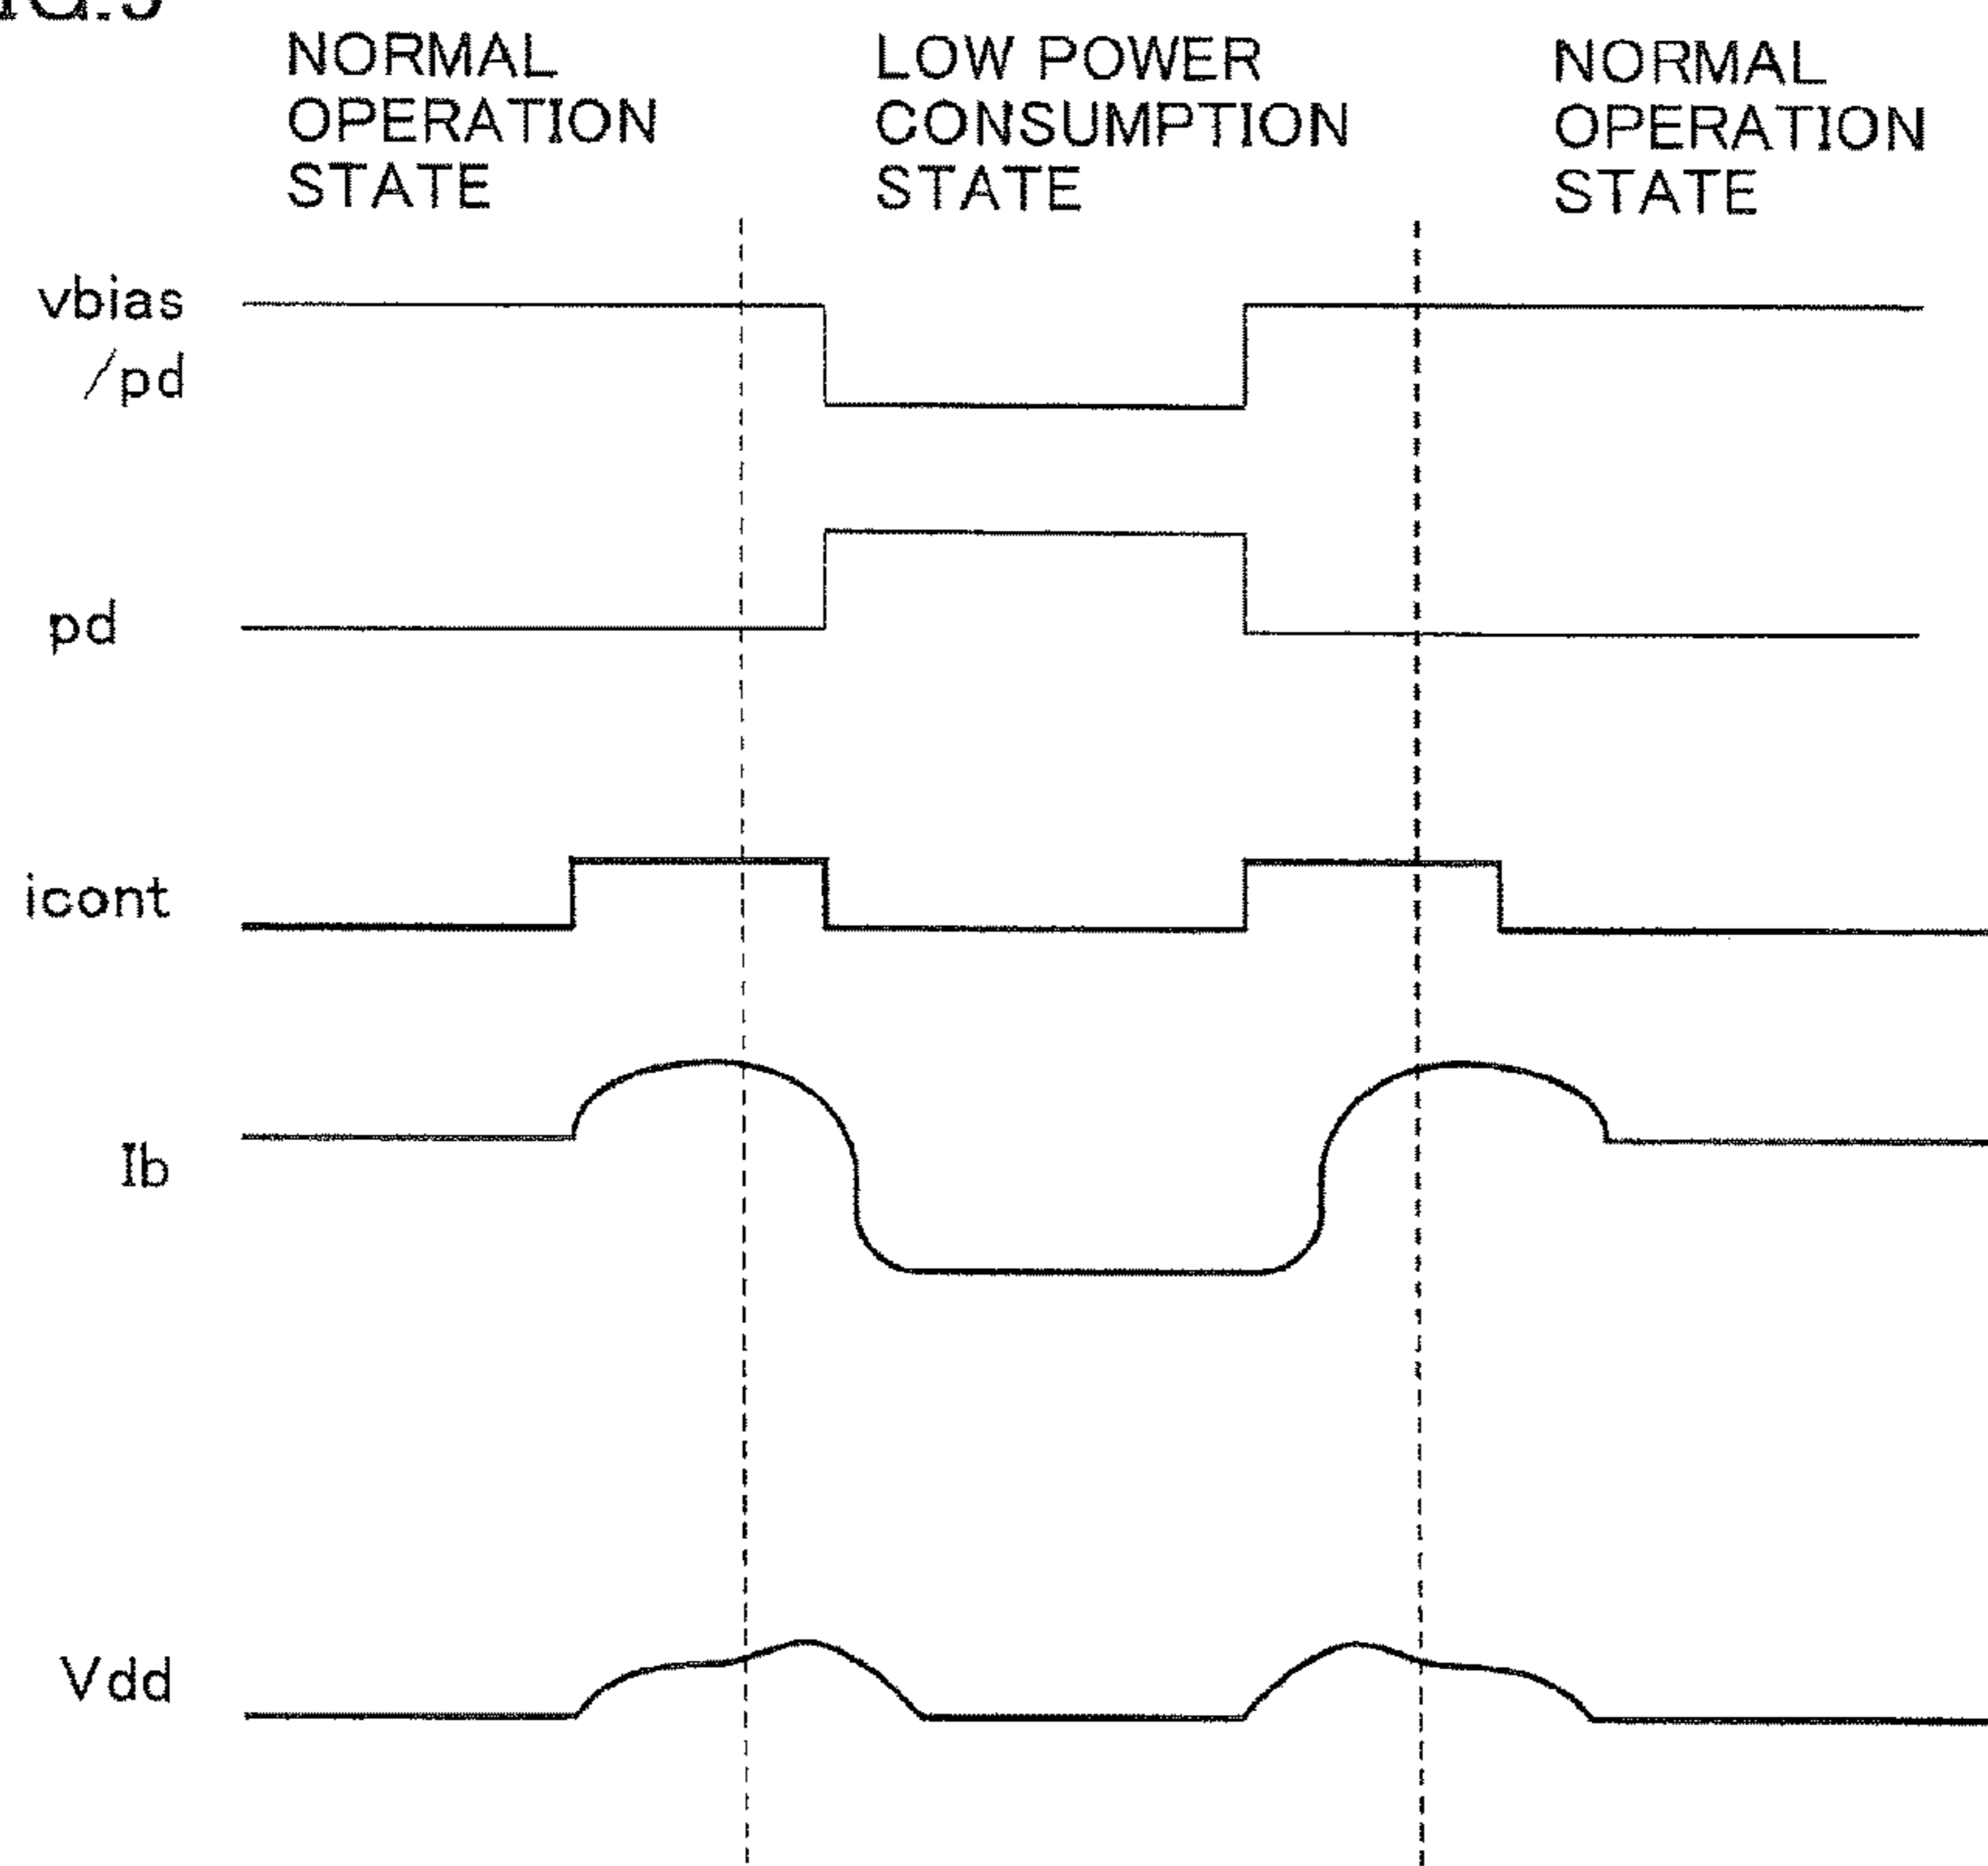 NORMAL
OPERATION
STATE
LOW POWER
CONSUMPTION
STATE
NORMAL
OPERATION
STATE
vbias
/pd
pd
icont
Ib
Vdd